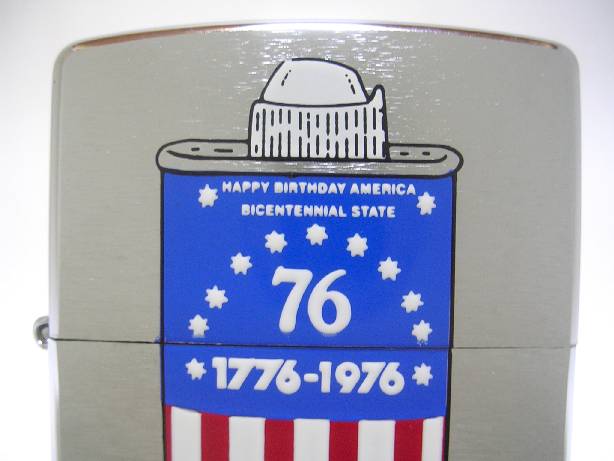 HAPPY BIRTHDAY AMERICA
BICENTENNIAL STATE
76
1776-1976